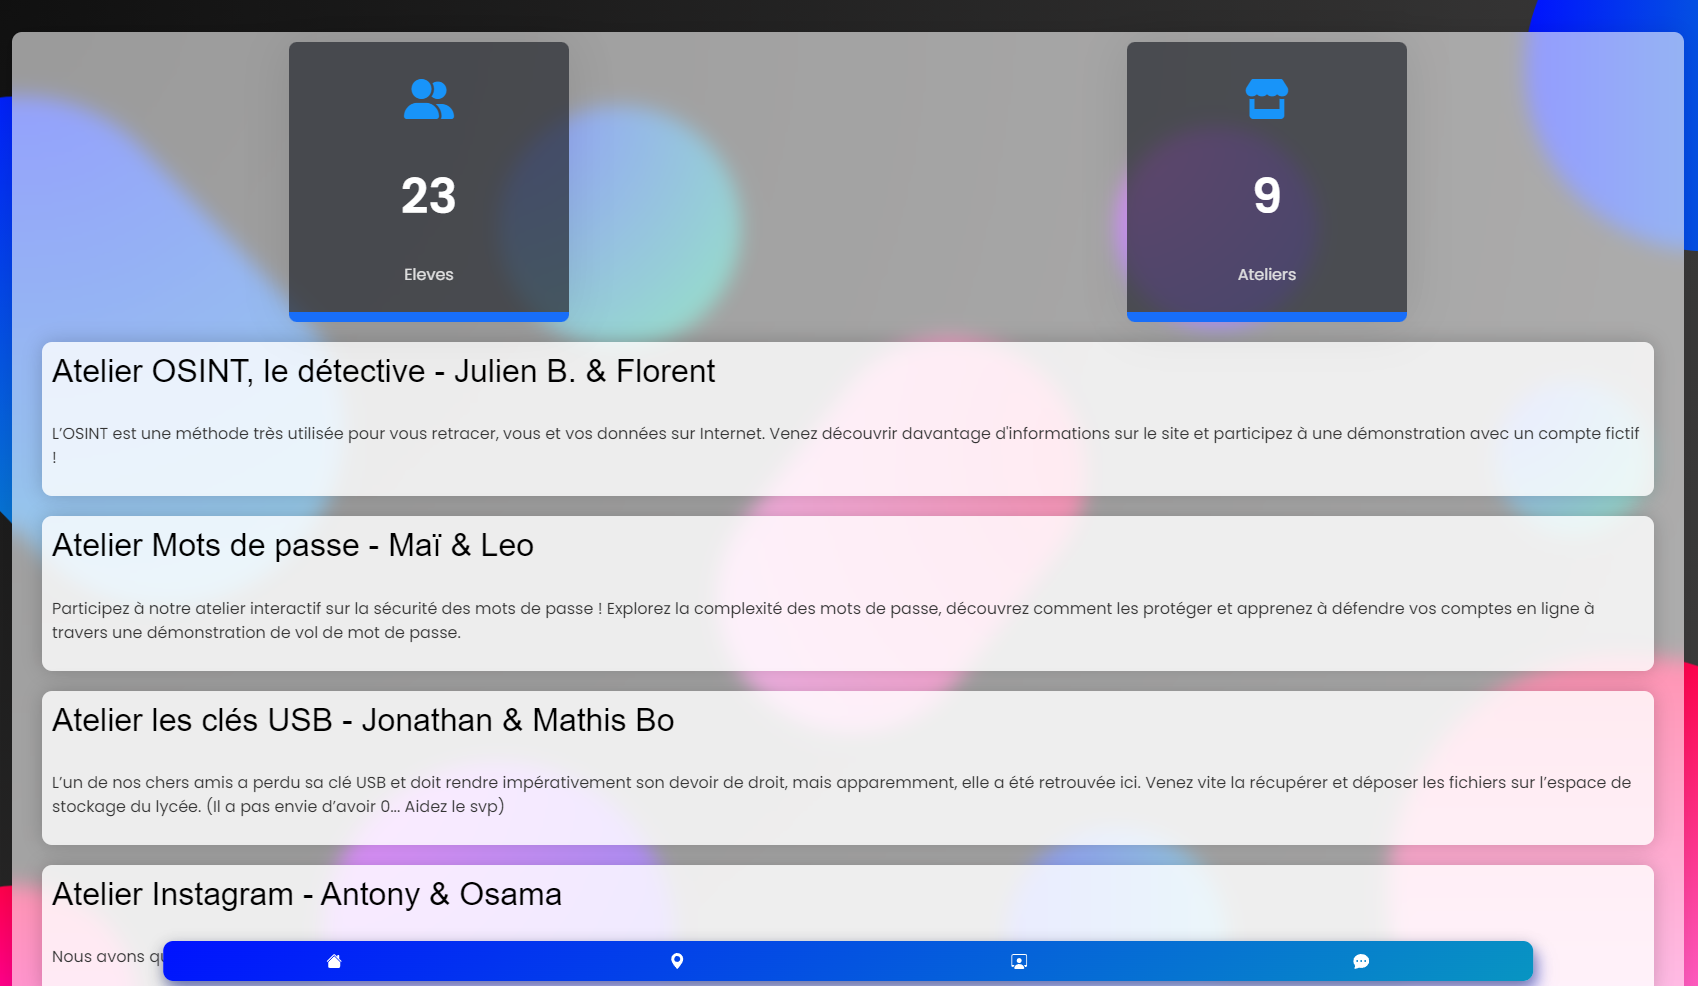 23
Eleves
9
Ateliers
Atelier OSINT, le détective - Julien B. & Florent
L’OSINT est une méthode très utilisée pour vous retracer, vous et vos données sur Internet. Venez découvrir davantage d'informations sur le site et participez à une démonstration avec un compte fictif
!
Atelier Mots de passe - Maï & Leo
Participez à notre atelier interactif sur la sécurité des mots de passe ! Explorez la complexité des mots de passe, découvrez comment les protéger et apprenez à défendre vos comptes en ligne à
travers une démonstration de vol de mot de passe.
Atelier les clés USB - Jonathan & Mathis Bo
L’un de nos chers amis a perdu sa clé USB et doit rendre impérativement son devoir de droit, mais apparemment, elle a été retrouvée ici. Venez vite la récupérer et déposer les fichiers sur l’espace de
stockage du lycée. (Il a pas envie d’avoir 0... Aidez le svp)
Atelier Instagram - Antony & Osama
Nous avons